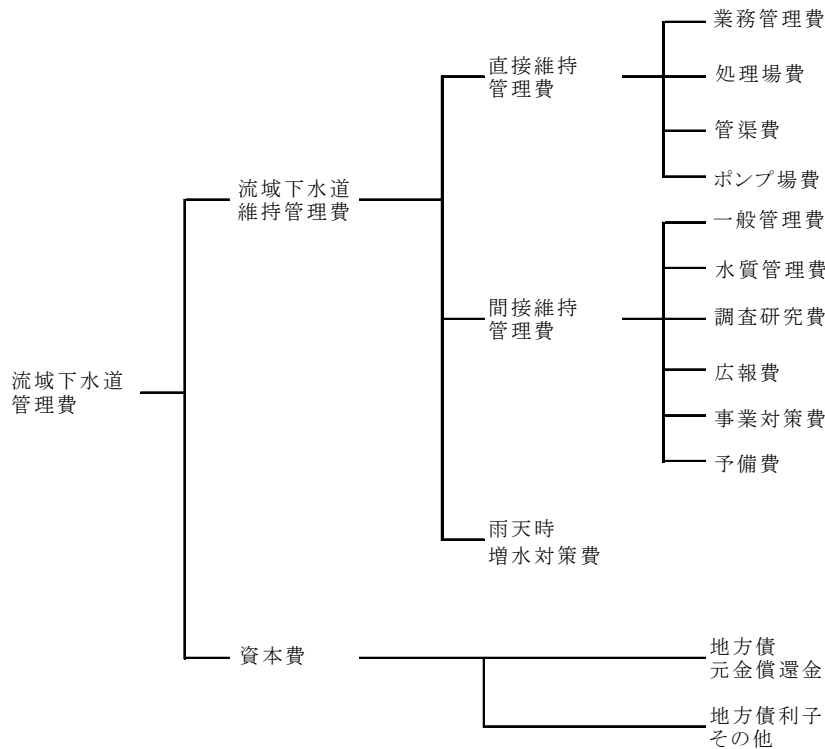 流域下水道
管理費
流域下水道
維持管理費
直接維持
管理費
業務管理費
処理場費
管渠費
ポンプ場費
間接維持
管理費
一般管理費
水質管理費
調査研究費
広報費
事業対策費
予備費
雨天時
増水対策費
資本費
地方債
元金償還金
地方債利子
その他